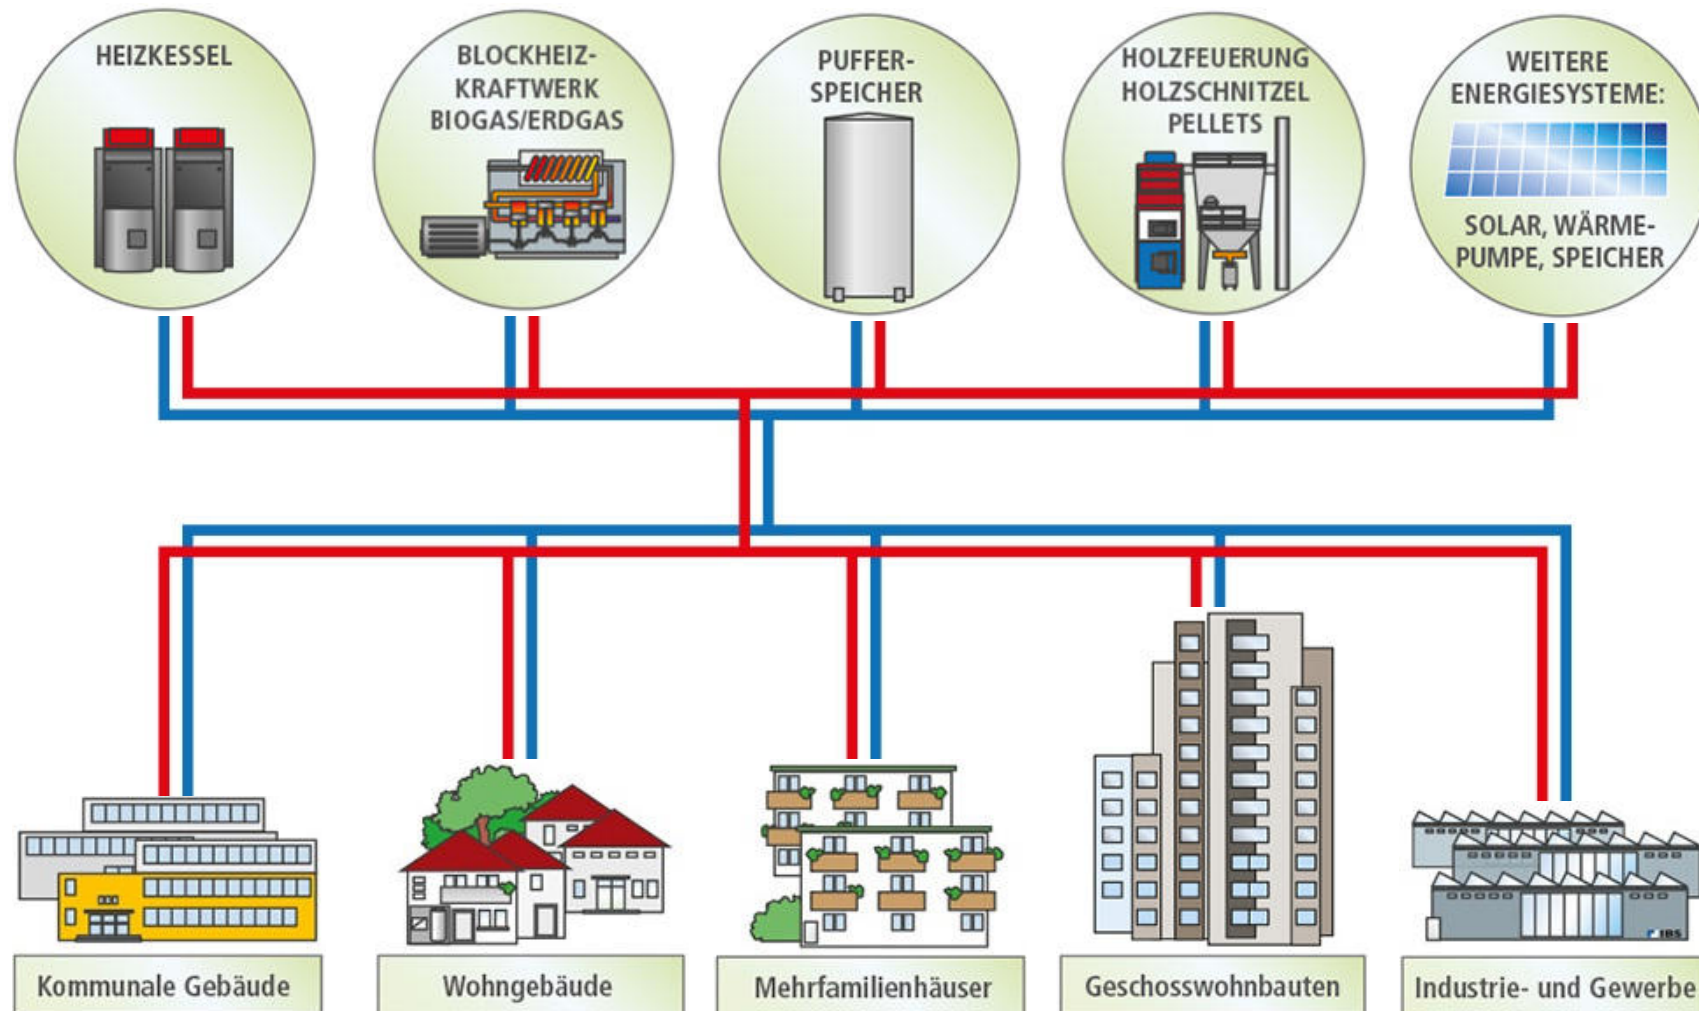 HEIZKESSEL
BLOCKHEIZ-
KRAFTWERK
BIOGAS/ERDGAS
PUFFER-
SPEICHER
HOLZFEUERUNG
HOLZSCHNITZEL
PELLETS
WEITERE
ENERGIESYSTEME:
SOLAR, WÄRME-
PUMPE, SPEICHER
IBS
Kommunale Gebäude
Wohngebäude
Mehrfamilienhäuser
Geschosswohnbauten
Industrie- und Gewerbe